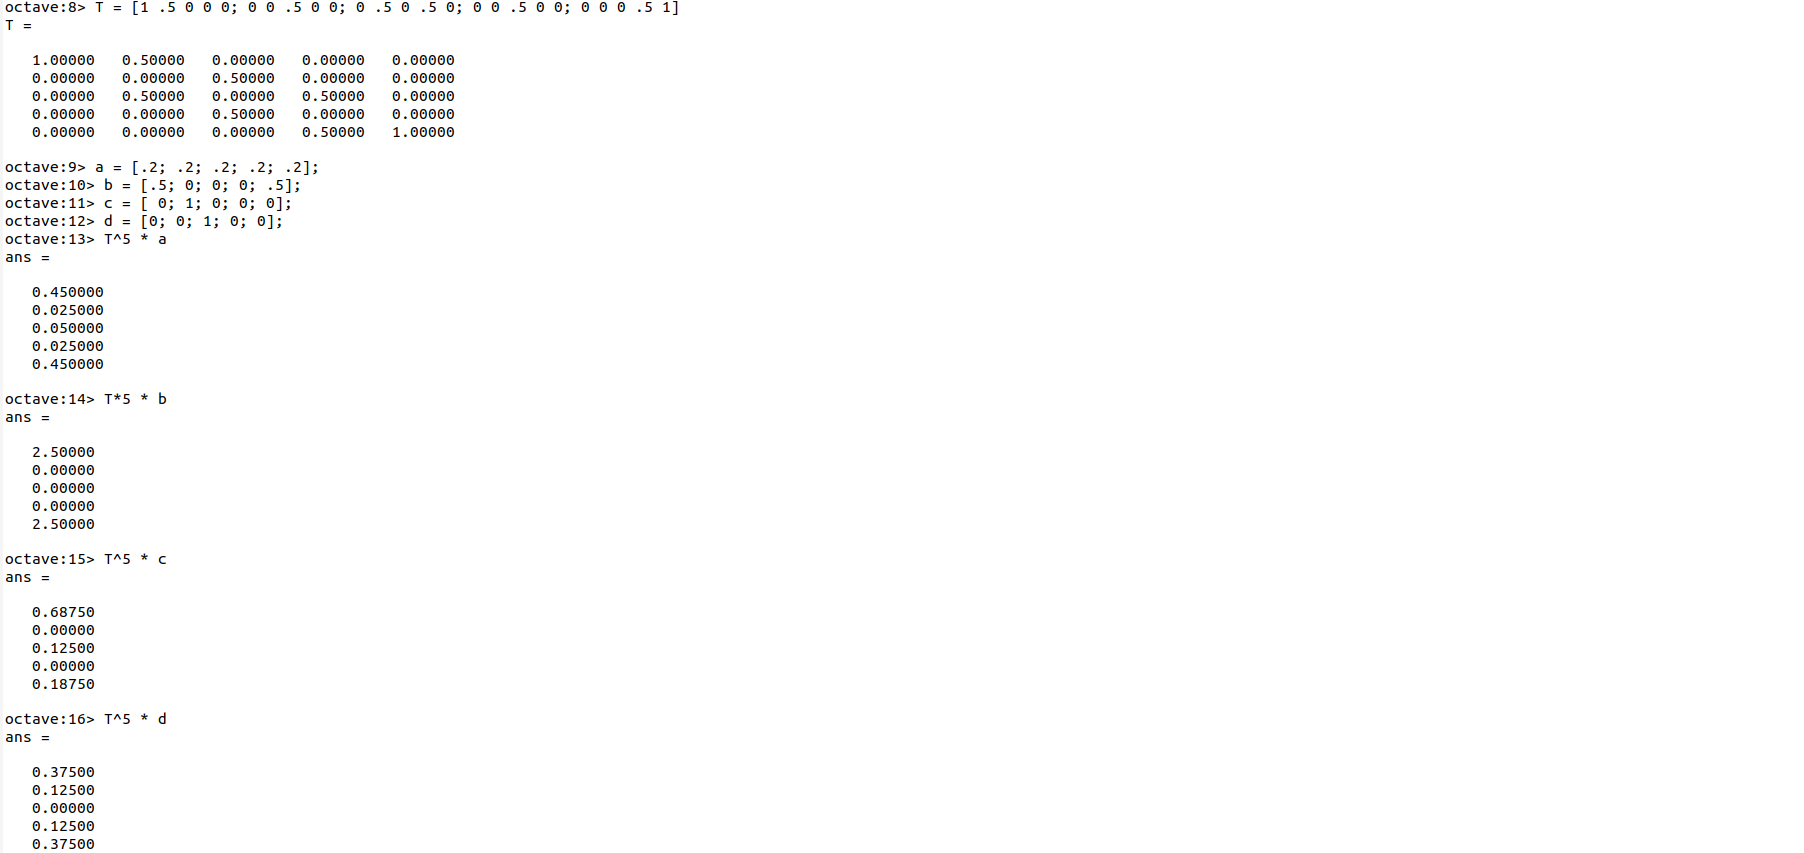 octave:8> T = [1 .5 0 0 0; 0 0 .5 0 0; 0 .5 0 .5 0; 0 0 .5 0 0; 0 0 0 .5 1]
T =
1.00000 0.50000 0.00000 0.00000 0.00000
0.00000 0.00000 0.50000 0.00000 0.00000
0.00000 0.50000 0.00000 0.50000 0.00000
0.00000 0.00000 0.50000 0.00000 0.00000
0.00000 0.00000 0.00000 0.50000 1.00000
octave:9> a = [.2; .2; .2; .2; .2];
octave:10> b = [.5; 0; 0; 0; .5];
octave:11> c = [ 0; 1; 0; 0; 0];
octave:12> d = [0; 0; 1; 0; 0];
octave:13> T^5 * a
ans =
0.450000
0.025000
0.050000
0.025000
0.450000
octave:14> T*5 * b
ans =
2.50000
0.00000
0.00000
0.00000
2.50000
octave:15> T^5 * c
ans =
0.68750
0.00000
0.12500
0.00000
0.18750
octave:16> T^5 * d
ans =
0.37500
0.12500
0.00000
0.12500
0.37500